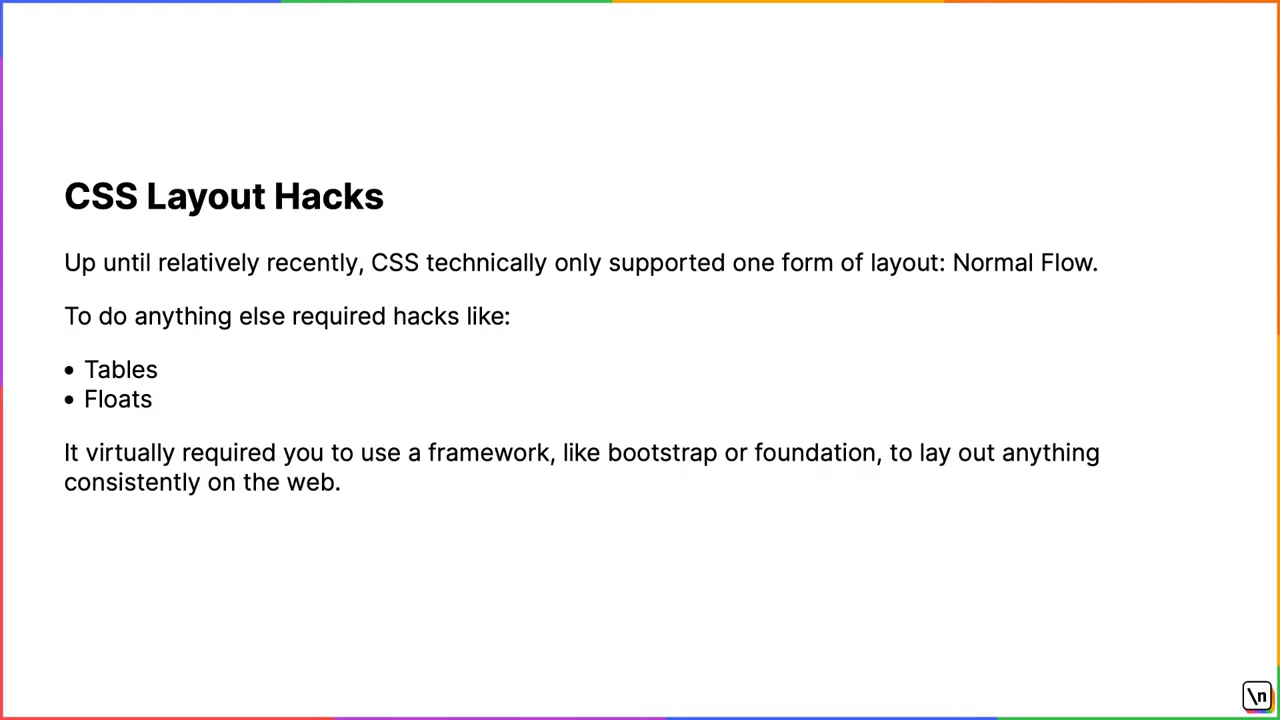 CSS Layout Hacks
Up until relatively recently, CSS technically only supported one form of layout: Normal Flow.
To do anything else required hacks like:
• Tables
• Floats
It virtually required you to use a framework, like bootstrap or foundation, to lay out anything
consistently on the web.
\n